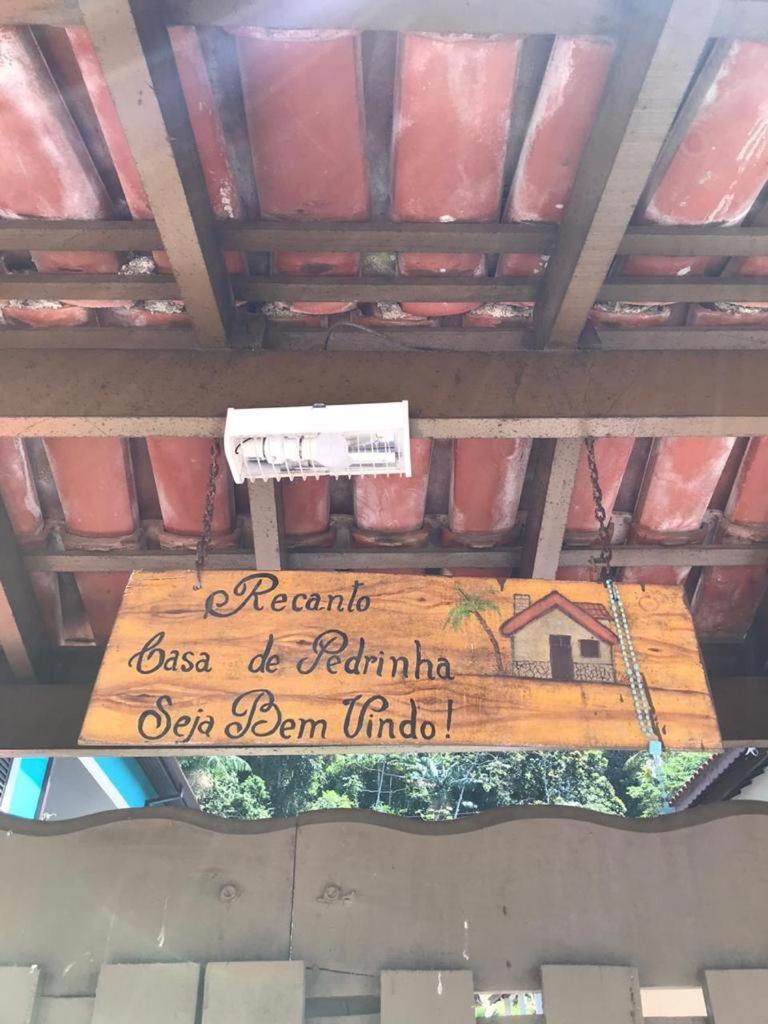 Recanto
Casa de Pedrinha
Seja Bem Vindo!